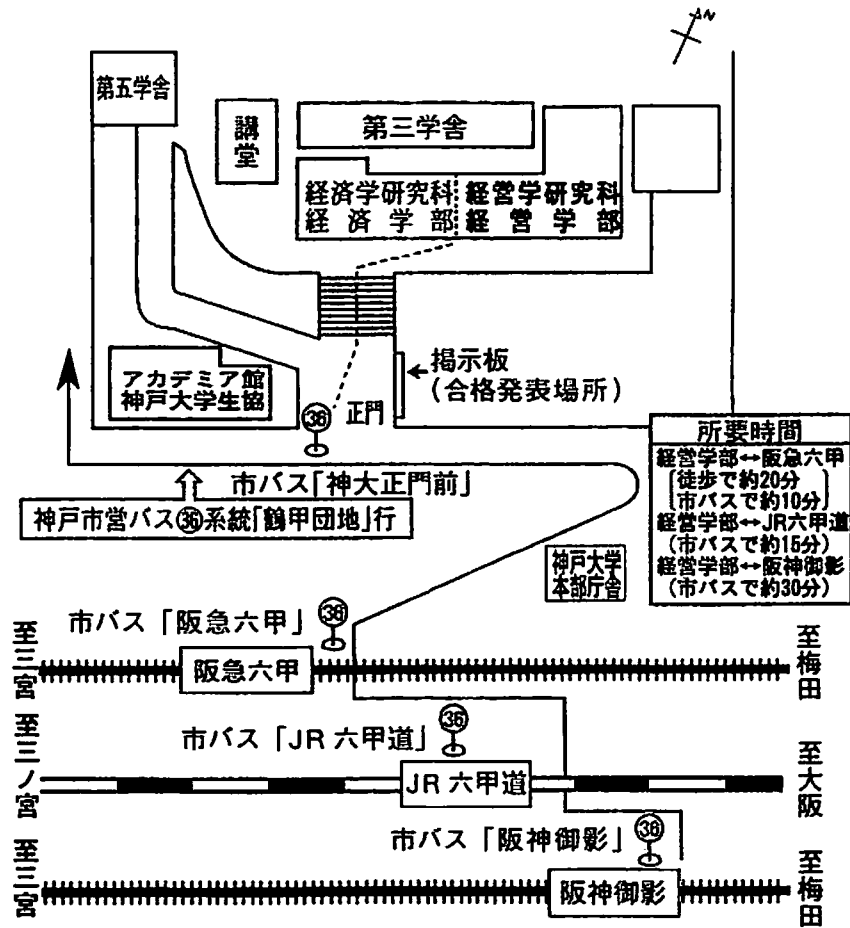 N
第五学舎
講堂
第三学舎
経済学研究科
経済学部
経営学研究科
経営学部
アカデミア館
神戸大学生協
㊱
正門
←掲示板
(合格発表場所)
市バス「神大正門前」
神戸市営バス㊱系統「鶴甲団地」行
所要時間
経営学部↔阪急六甲
〔徒歩で約20分
市バスで約10分〕
経営学部↔JR六甲道
(市バスで約15分)
経営学部↔阪神御影
(市バスで約30分)
神戸大学
本部庁舎
市バス「阪急六甲」
㊱
至三宮
阪急六甲
至梅田
市バス「JR 六甲道」
㊱
至三ノ宮
JR 六甲道
至大阪
市バス「阪神御影」
㊱
至三宮
阪神御影
至梅田